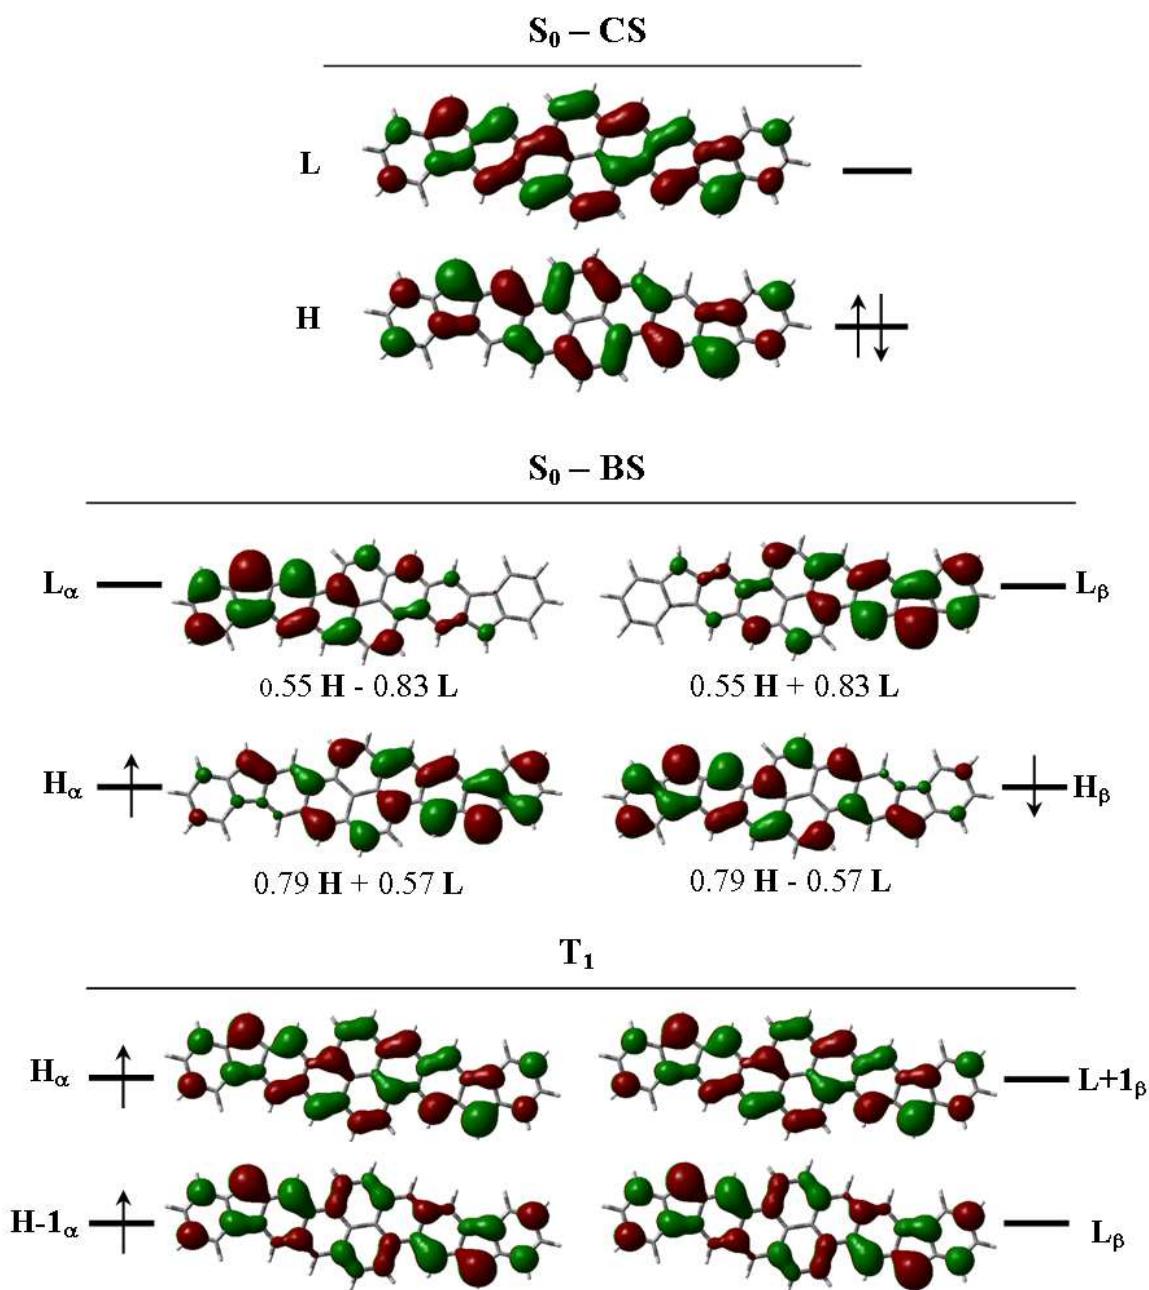 S₀ – CS
L
H
S₀ – BS
Lα Lβ
0.55 H - 0.83 L 0.55 H + 0.83 L
Hα Hβ
0.79 H + 0.57 L 0.79 H - 0.57 L
T₁
Hα L+1β
H-1α Lβ